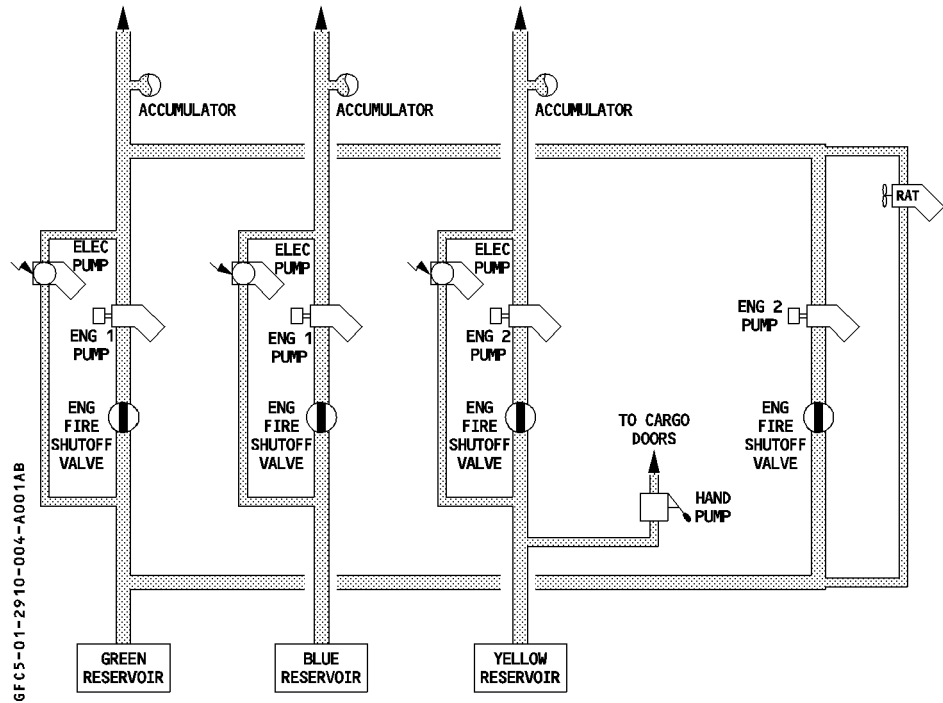 ACCUMULATOR
ACCUMULATOR
ACCUMULATOR
RAT
ELEC
PUMP
ELEC
PUMP
ELEC
PUMP
ENG 1
PUMP
ENG 1
PUMP
ENG 2
PUMP
ENG 2
PUMP
ENG
FIRE
SHUTOFF
VALVE
ENG
FIRE
SHUTOFF
VALVE
ENG
FIRE
SHUTOFF
VALVE
TO CARGO
DOORS
ENG
FIRE
SHUTOFF
VALVE
HAND
PUMP
GREEN
RESERVOIR
BLUE
RESERVOIR
YELLOW
RESERVOIR
GFC5-01-2910-004-A001AB